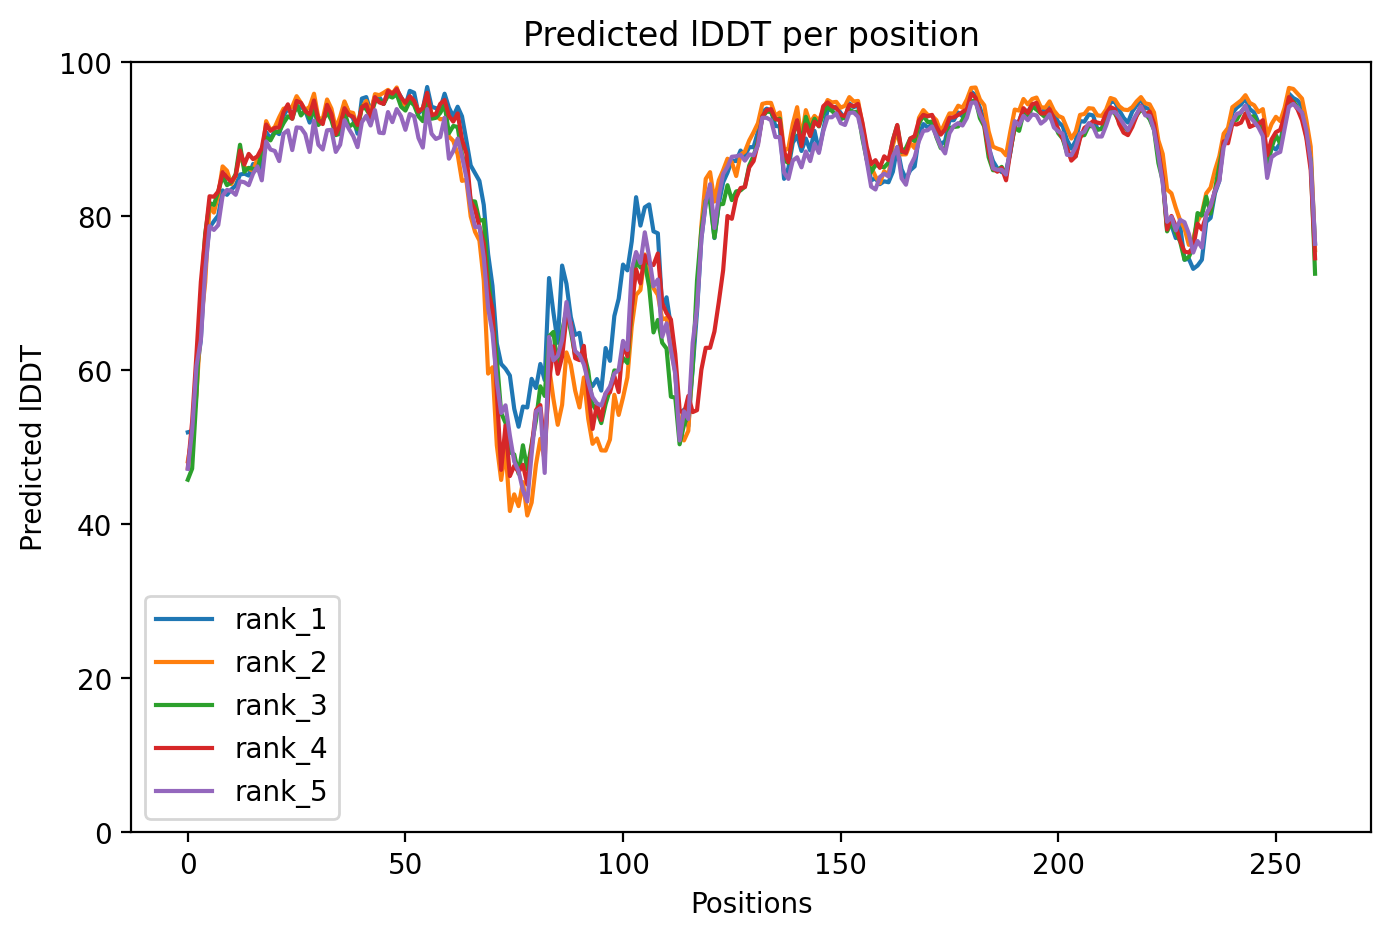 Predicted lDDT per position
100
80
60
40
20
0
Predicted lDDT
rank_1
rank_2
rank_3
rank_4
rank_5
0 50 100 150 200 250
Positions